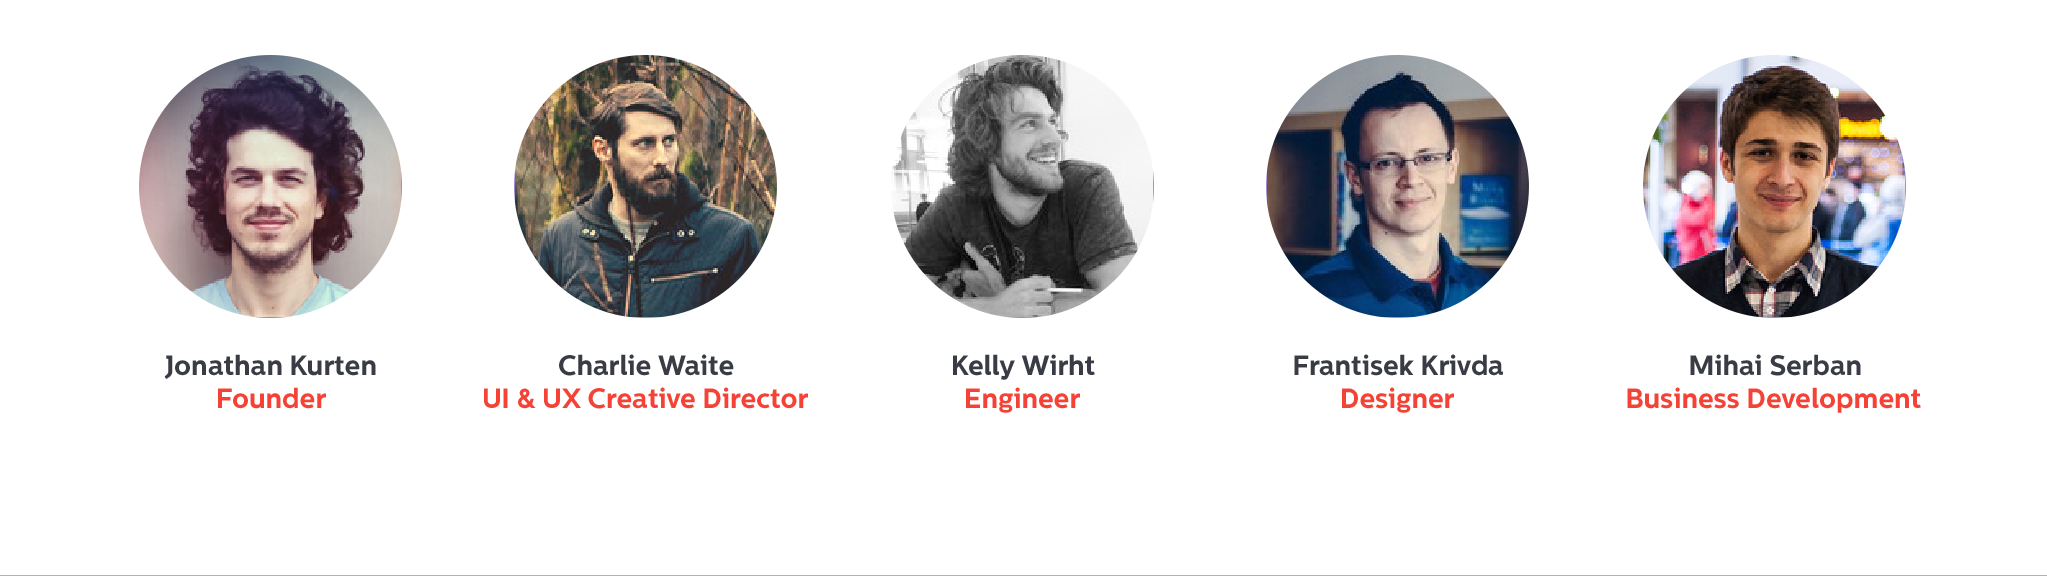 Jonathan Kurten
Founder
Charlie Waite
UI & UX Creative Director
Kelly Wirht
Engineer
Frantisek Krivda
Designer
Mihai Serban
Business Development